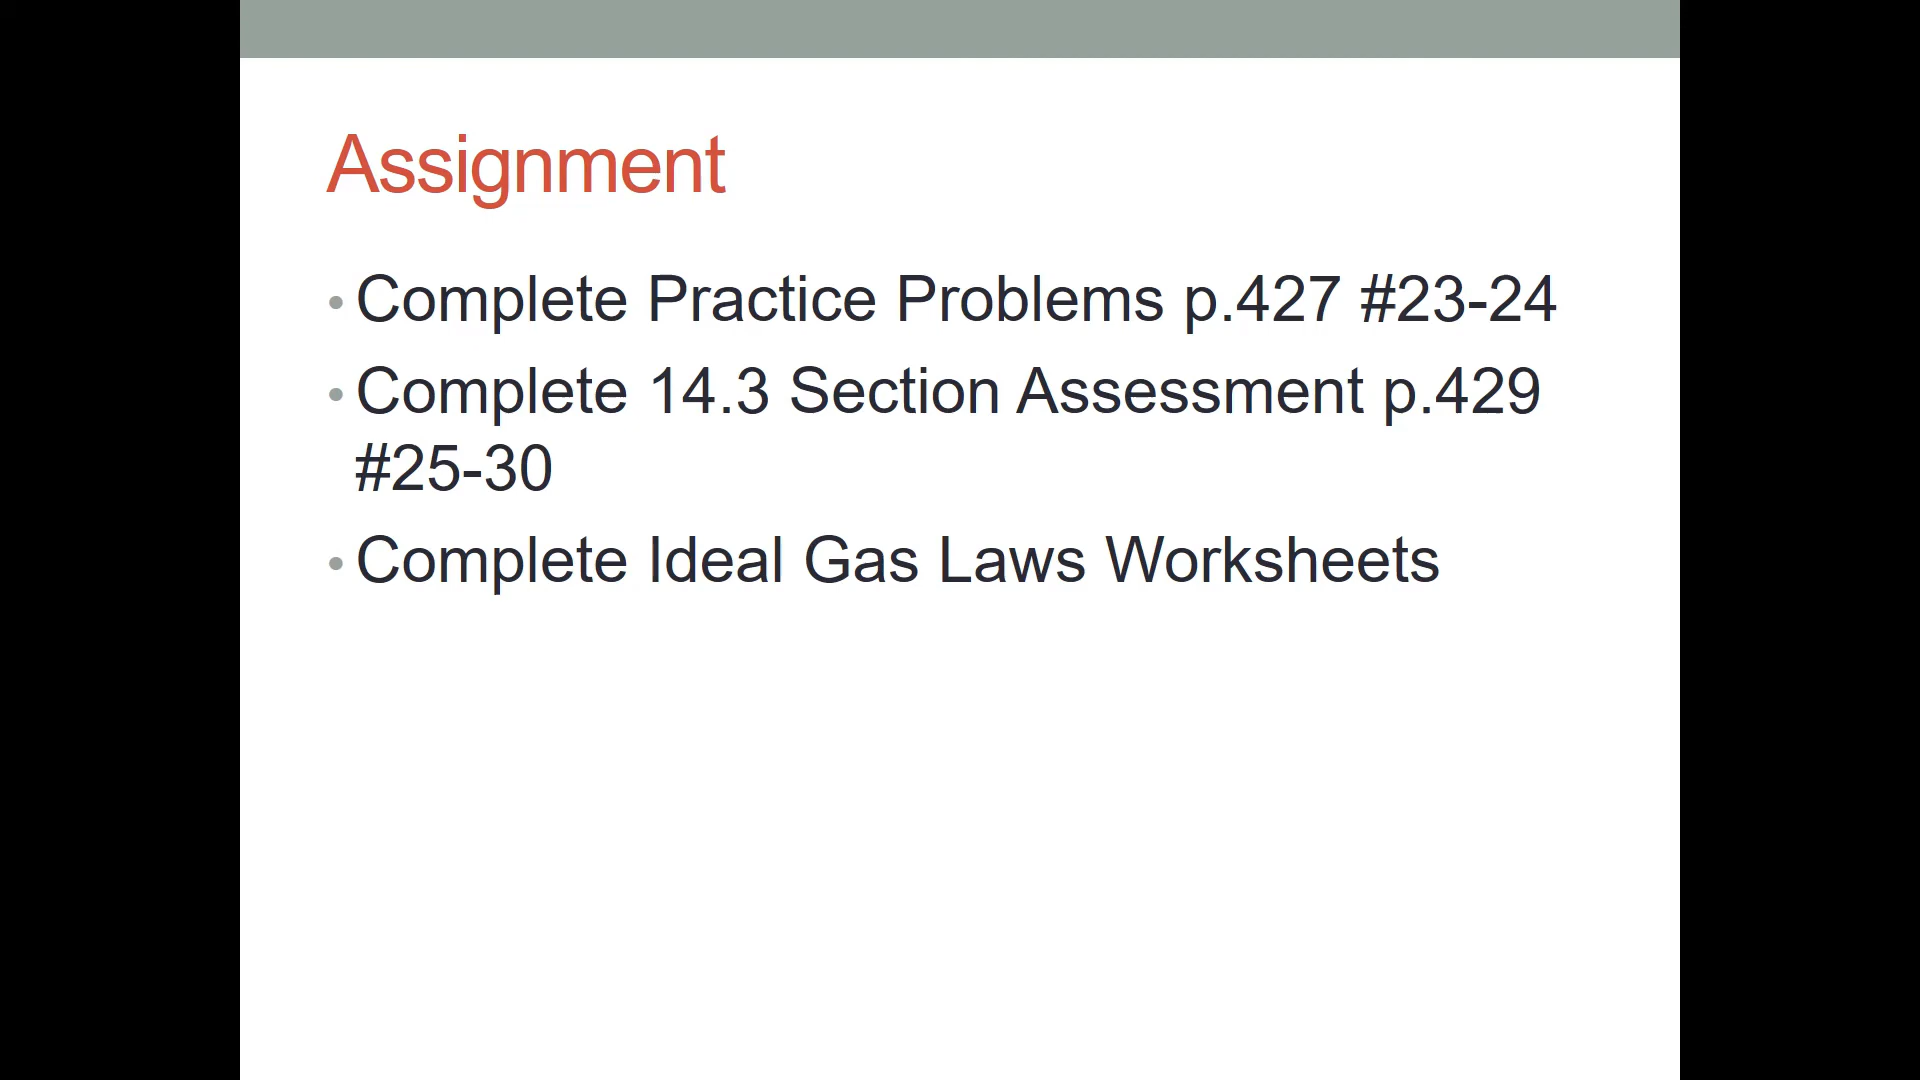 Assignment
• Complete Practice Problems p.427 #23-24
• Complete 14.3 Section Assessment p.429
#25-30
• Complete Ideal Gas Laws Worksheets